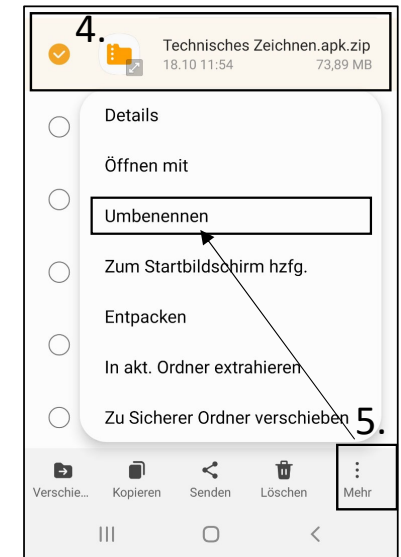 4.
Technisches Zeichnen.apk.zip
18.10 11:54 73,89 MB
Details
Öffnen mit
Umbenennen
Zum Startbildschirm hzfg.
Entpacken
In akt. Ordner extrahieren
Zu Sicherer Ordner verschieben
5.
Verschie... Kopieren Senden Löschen Mehr